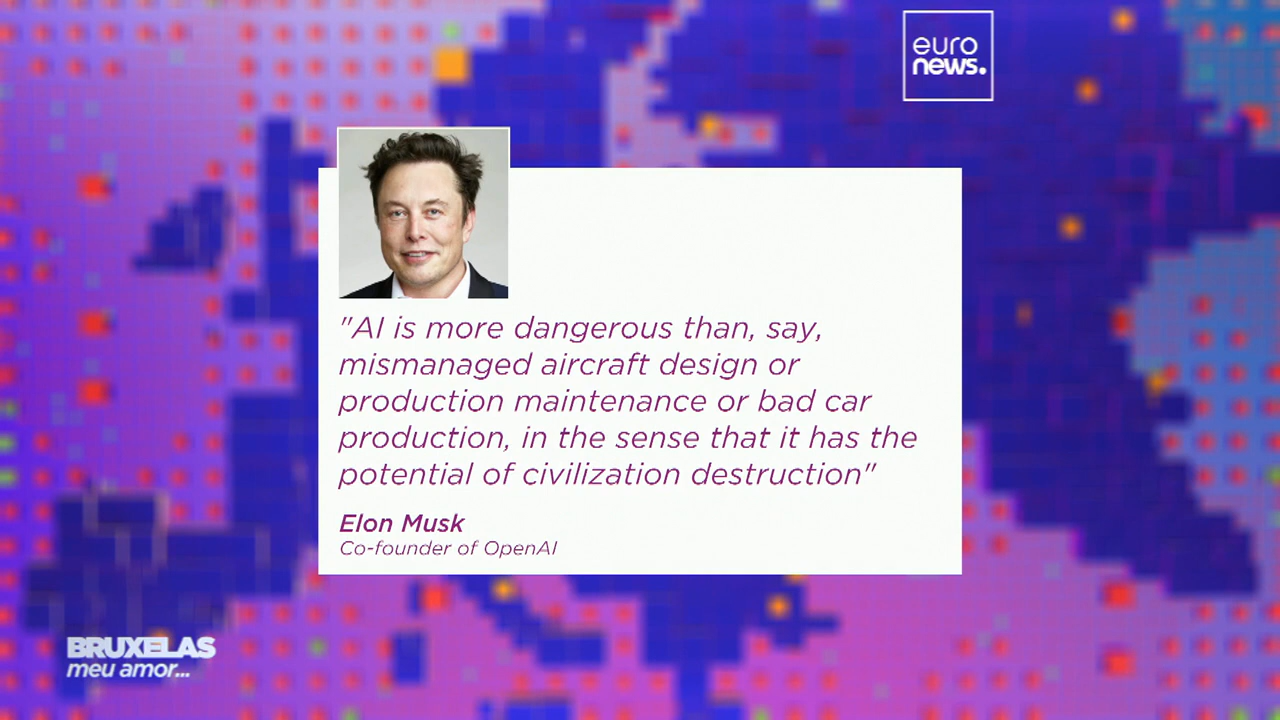 euro
news.
"AI is more dangerous than, say,
mismanaged aircraft design or
production maintenance or bad car
production, in the sense that it has the
potential of civilization destruction"
Elon Musk
Co-founder of OpenAI
BRUXELAS
meu amor...